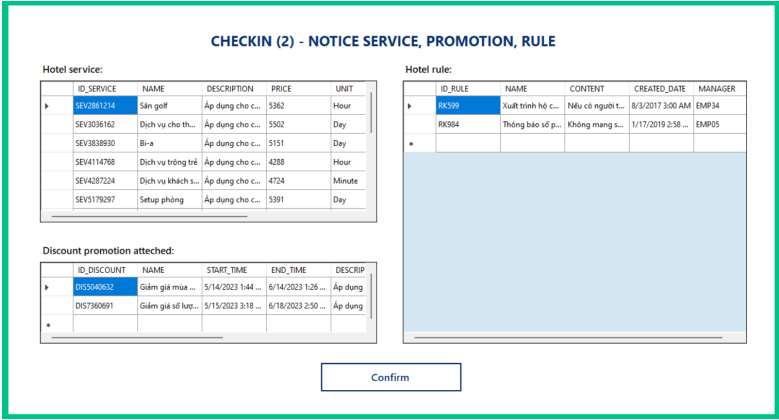 CHECKIN (2) - NOTICE SERVICE, PROMOTION, RULE
Hotel service:
ID_SERVICE NAME DESCRIPTION PRICE UNIT
SEV2861214 Sân golf Áp dụng cho c... 5362 Hour
SEV3036162 Dịch vụ cho th... Áp dụng cho c... 5502 Day
SEV3838930 Bi-a Áp dụng cho c... 5151 Day
SEV4114768 Dịch vụ trông trẻ Áp dụng cho c... 4288 Hour
SEV4287224 Dịch vụ khách s... Áp dụng cho c... 4724 Minute
SEV5179297 Setup phòng Áp dụng cho c... 5391 Day
Discount promotion atteched:
ID_DISCOUNT NAME START_TIME END_TIME DESCRIP
DIS5040632 Giảm giá mùa ... 5/14/2023 1:44 ... 6/14/2023 1:26 ... Áp dụng
DIS7360691 Giảm giá số lượ... 5/15/2023 3:18 ... 6/18/2023 2:50 ... Áp dụng
Hotel rule:
ID_RULE NAME CONTENT CREATED_DATE MANAGER
RK599 Xuất trình hộ c... Nếu có người t... 8/3/2017 3:00 AM EMP34
RK984 Thông báo số p... Không mang s... 1/17/2019 2:58 ... EMP05
Confirm